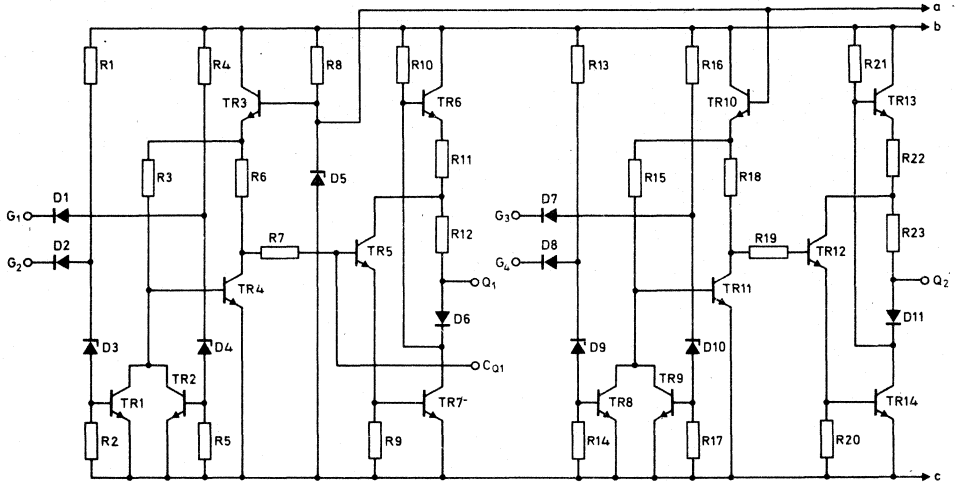 a
b
R1
R4
R8
R10
R13
R16
R21
TR3
TR6
TR10
TR13
R3
R6
D5
R11
R15
R18
R22
D1
G1
D7
G3
D2
G2
R7
TR5
R12
D8
G4
R19
TR12
R23
TR4
Q1
TR11
Q2
D3
D4
D6
D9
D10
D11
CQ1
TR2
TR9
TR1
TR7
TR8
TR14
R2
R5
R9
R14
R17
R20
c